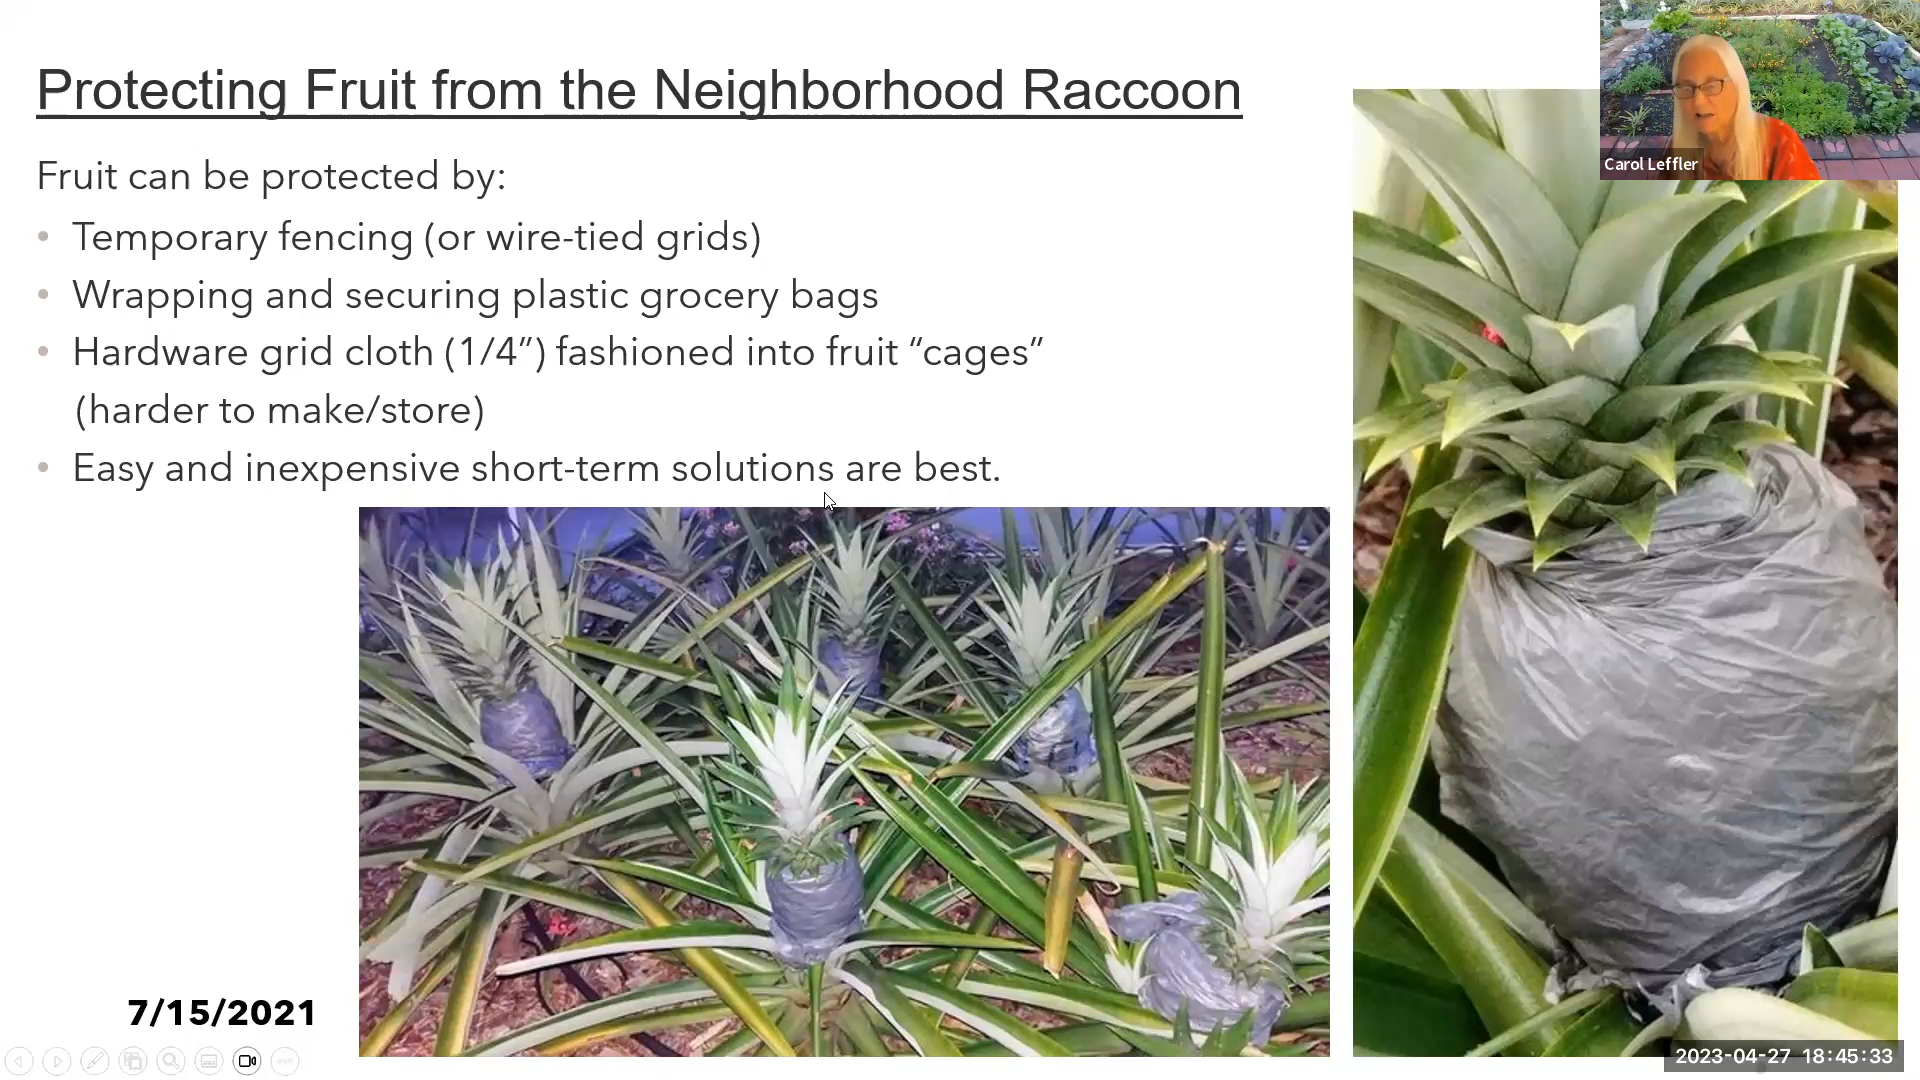 Protecting Fruit from the Neighborhood Raccoon
Carol Leffler
Fruit can be protected by:
• Temporary fencing (or wire-tied grids)
• Wrapping and securing plastic grocery bags
• Hardware grid cloth (1/4”) fashioned into fruit “cages”
(harder to make/store)
• Easy and inexpensive short-term solutions are best.
7/15/2021
2023-04-27 18:45:33